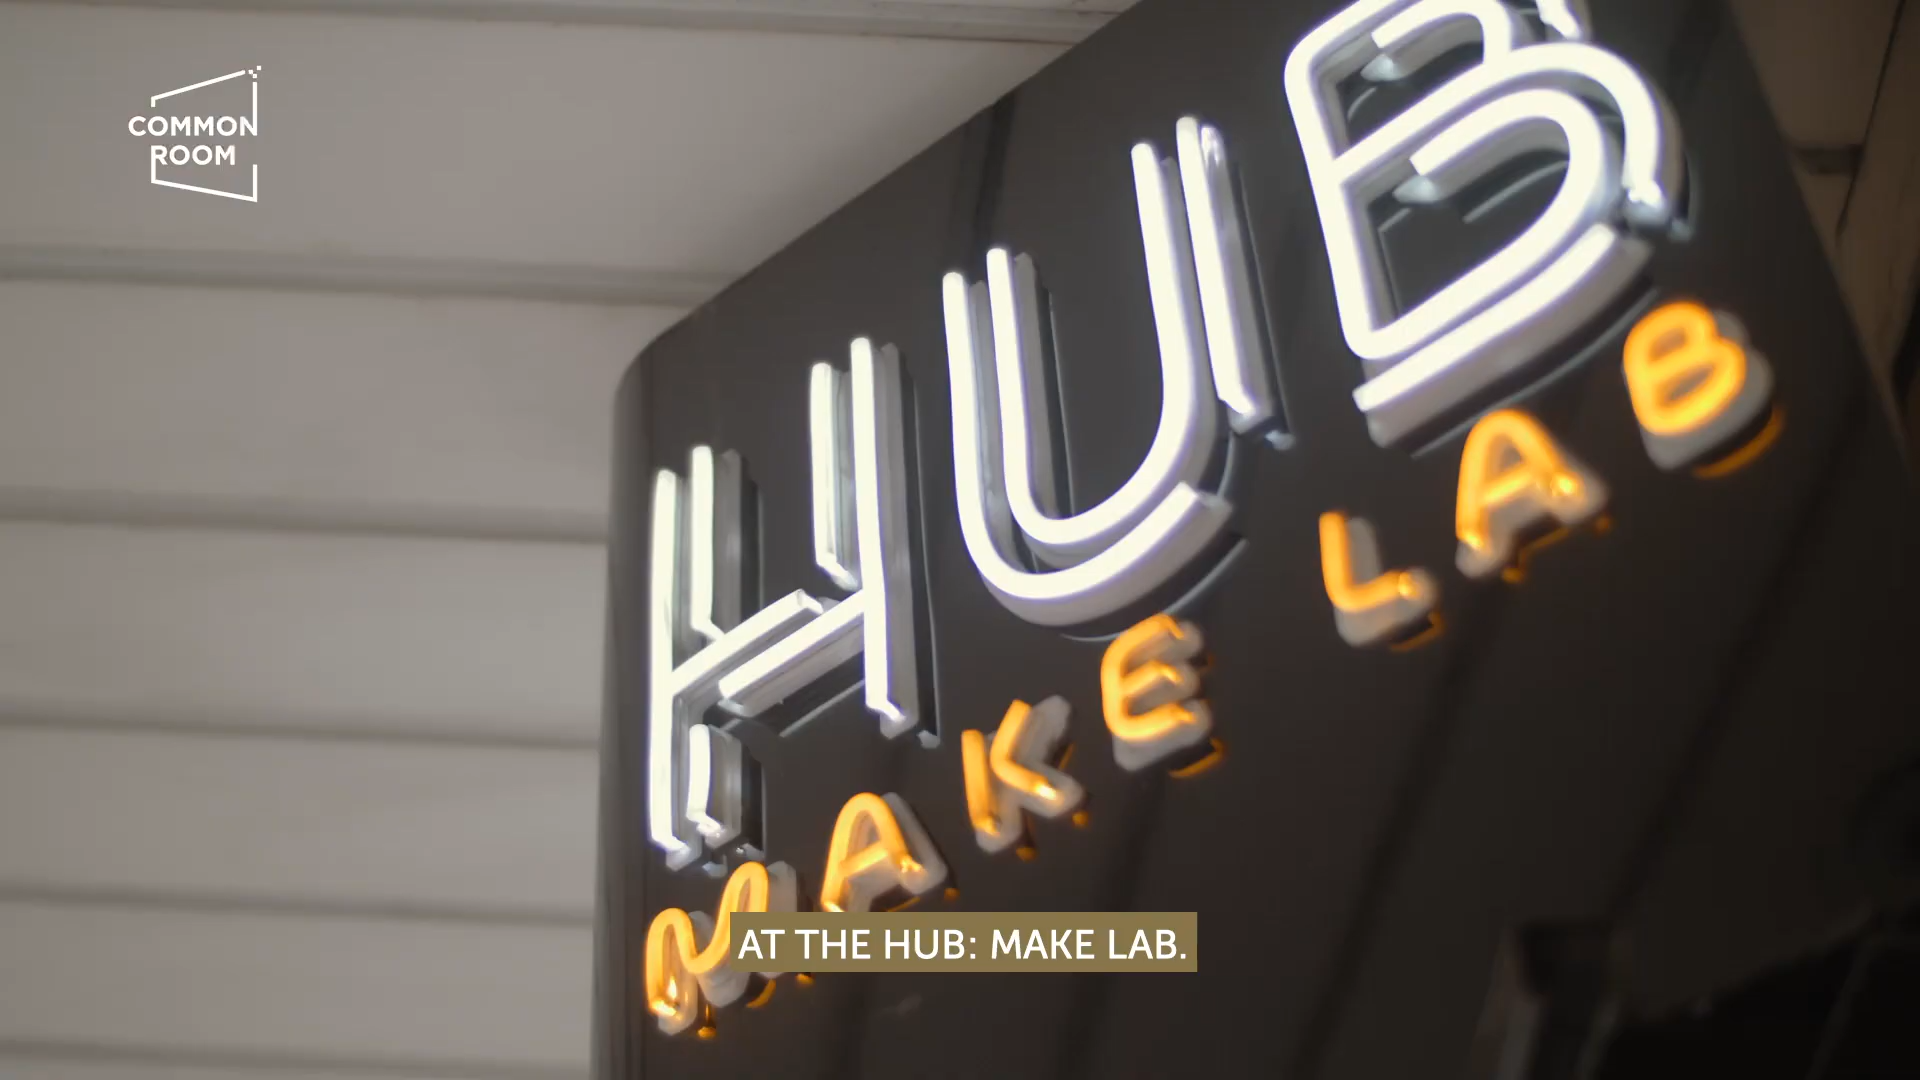 COMMON
ROOM
HUB
MAKE LAB
AT THE HUB: MAKE LAB.